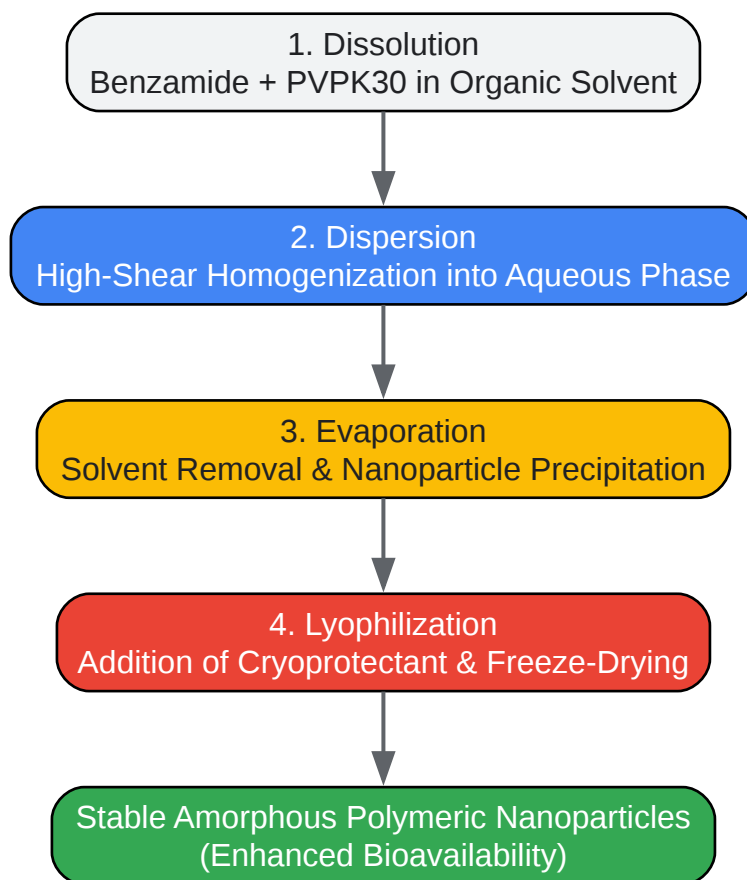 1. Dissolution
Benzamide + PVPK30 in Organic Solvent
2. Dispersion
High-Shear Homogenization into Aqueous Phase
3. Evaporation
Solvent Removal & Nanoparticle Precipitation
4. Lyophilization
Addition of Cryoprotectant & Freeze-Drying
Stable Amorphous Polymeric Nanoparticles
(Enhanced Bioavailability)